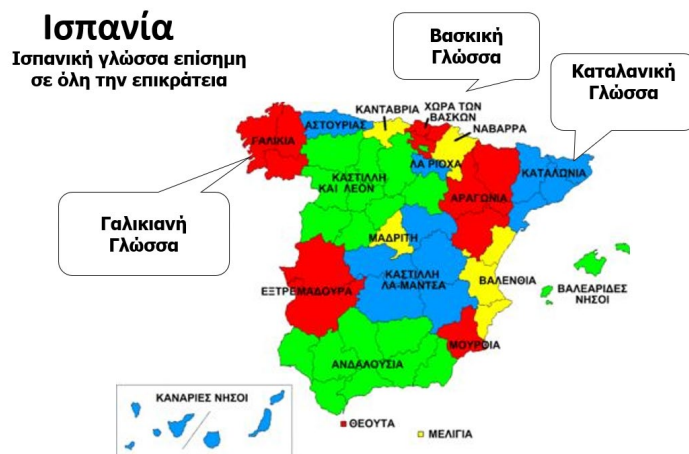 Ισπανία
Ισπανική γλώσσα επίσημη
σε όλη την επικράτεια
Βασκική
Γλώσσα
Καταλανική
Γλώσσα
Γαλικιανή
Γλώσσα
ΚΑΝΤΑΒΡΙΑ
ΧΩΡΑ ΤΩΝ
ΒΑΣΚΩΝ
ΑΣΤΟΥΡΙΑΣ
ΝΑΒΑΡΡΑ
ΓΑΛΙΚΙΑ
ΛΑ ΡΙΟΧΑ
ΚΑΤΑΛΩΝΙΑ
ΚΑΣΤΙΛΛΗ
ΚΑΙ ΛΕΟΝ
ΑΡΑΓΩΝΙΑ
ΜΑΔΡΙΤΗ
ΚΑΣΤΙΛΛΗ
ΛΑ-ΜΑΝΤΣΑ
ΒΑΛΕΝΘΙΑ
ΒΑΛΕΑΡΙΔΕΣ
ΝΗΣΟΙ
ΕΞΤΡΕΜΑΔΟΥΡΑ
ΜΟΥΡΘΙΑ
ΑΝΔΑΛΟΥΣΙΑ
ΚΑΝΑΡΙΕΣ ΝΗΣΟΙ
ΘΕΟΥΤΑ
ΜΕΛΙΓΙΑ